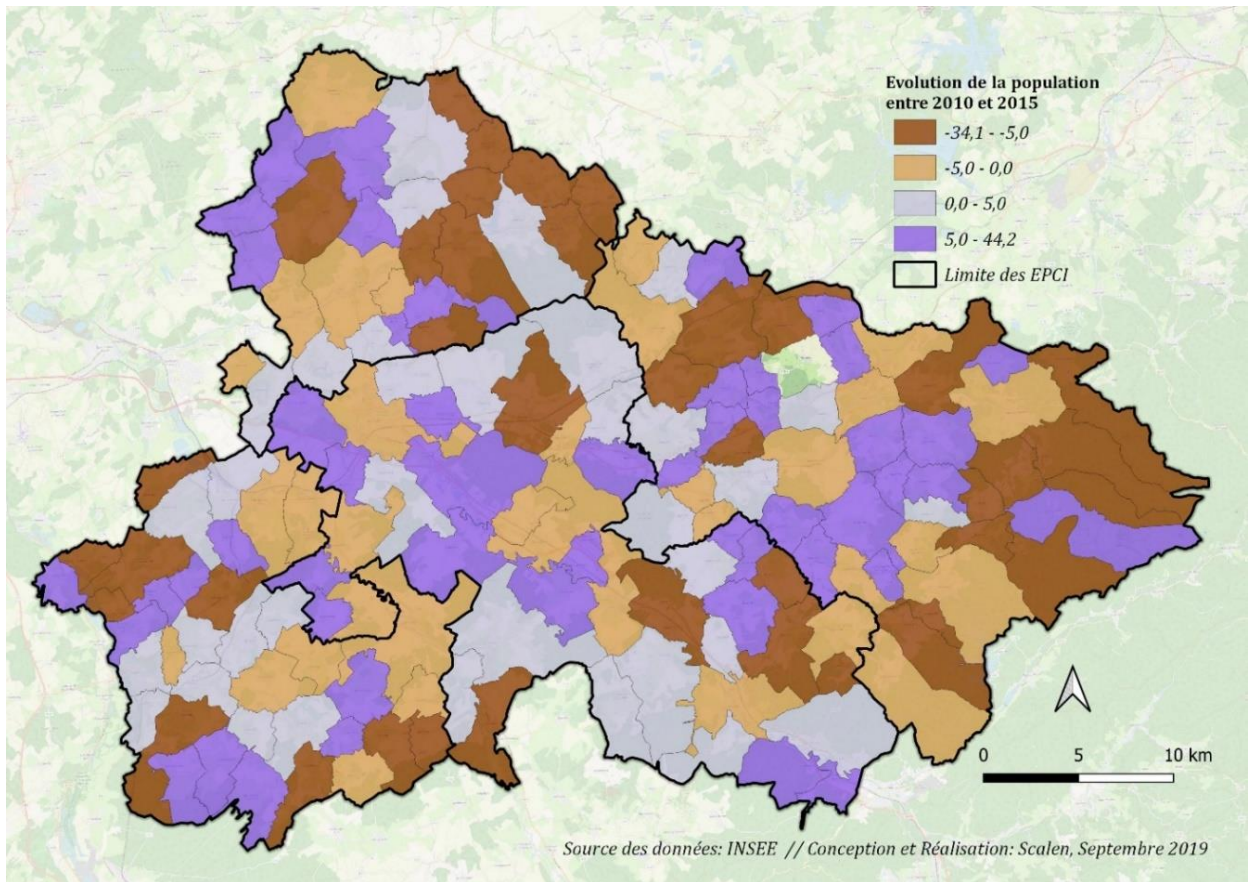 Evolution de la population
entre 2010 et 2015
-34,1 - -5,0
-5,0 - 0,0
0,0 - 5,0
5,0 - 44,2
Limite des EPCI
0 5 10 km
Source des données: INSEE // Conception et Réalisation: Scalen, Septembre 2019